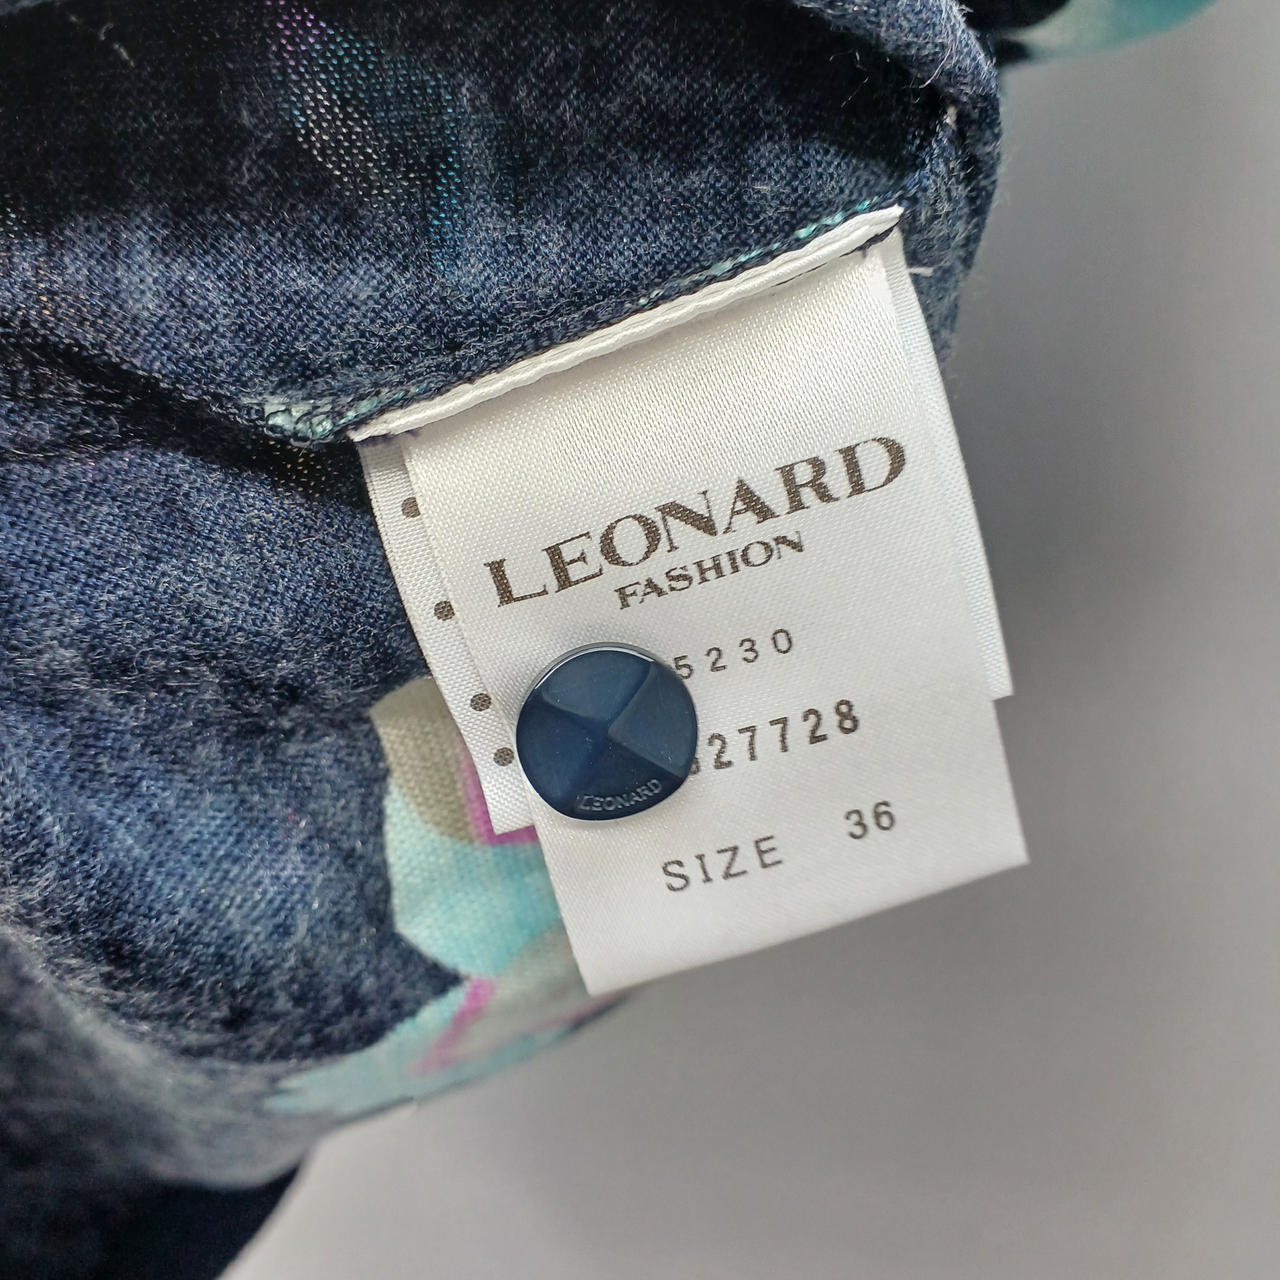 LEONARD
FASHION
5230
27728
LEONARD
SIZE 36